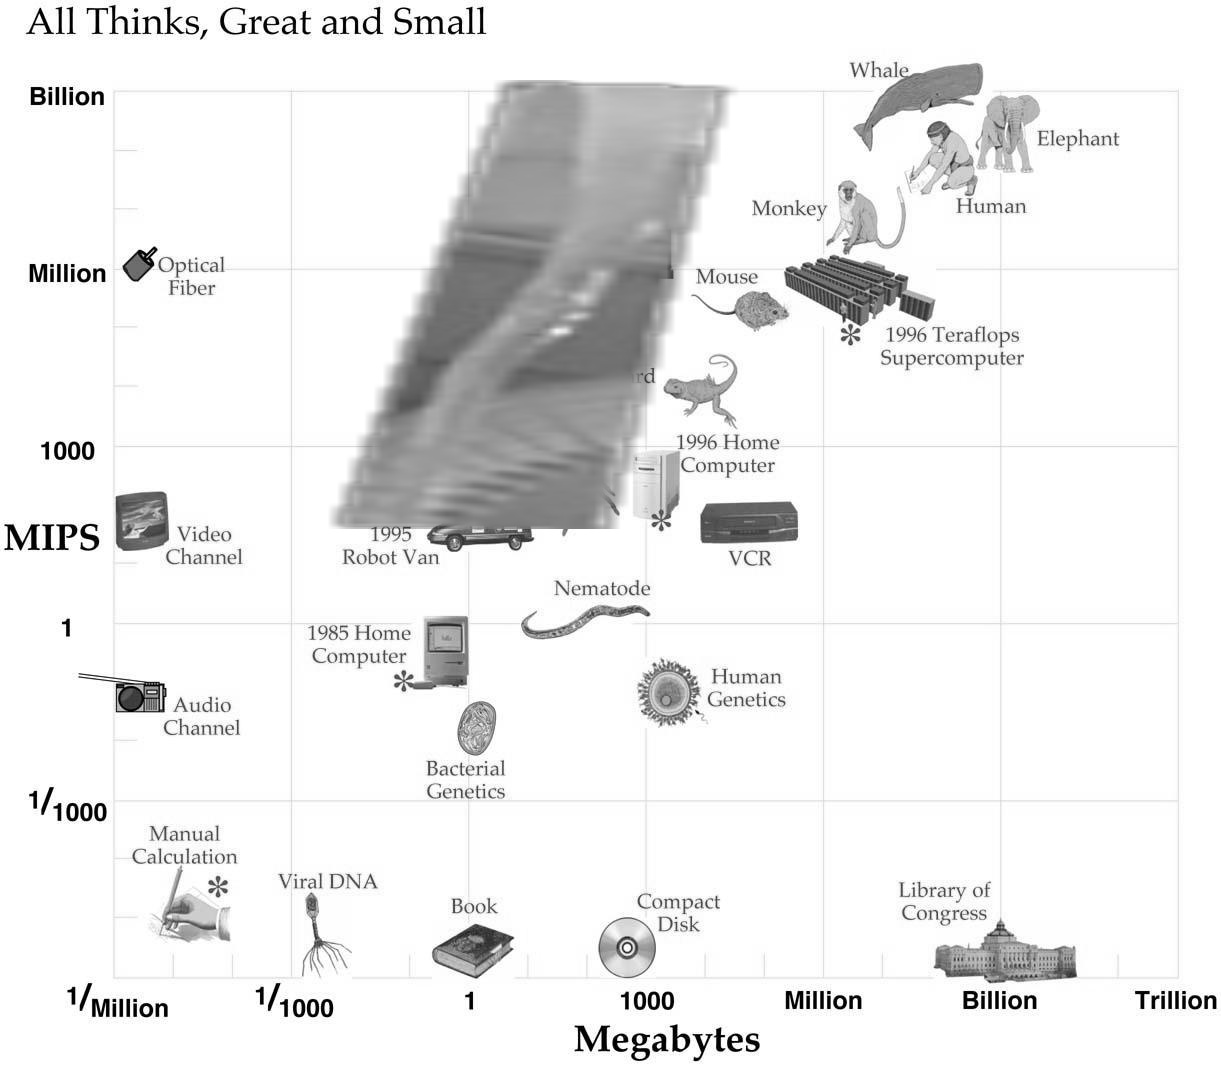 All Thinks, Great and Small
Whale
Billion
Elephant
Monkey
Human
Million
Optical
Fiber
Mouse
1996 Teraflops
Supercomputer
1000
1996 Home
Computer
MIPS
Video
Channel
1995
Robot Van
VCR
Nematode
1
1985 Home
Computer
*
Human
Genetics
Audio
Channel
Bacterial
Genetics
1/1000
Manual
Calculation
*
Viral DNA
Book
Compact
Disk
Library of
Congress
1/Million
1/1000
1
1000
Million
Billion
Trillion
Megabytes